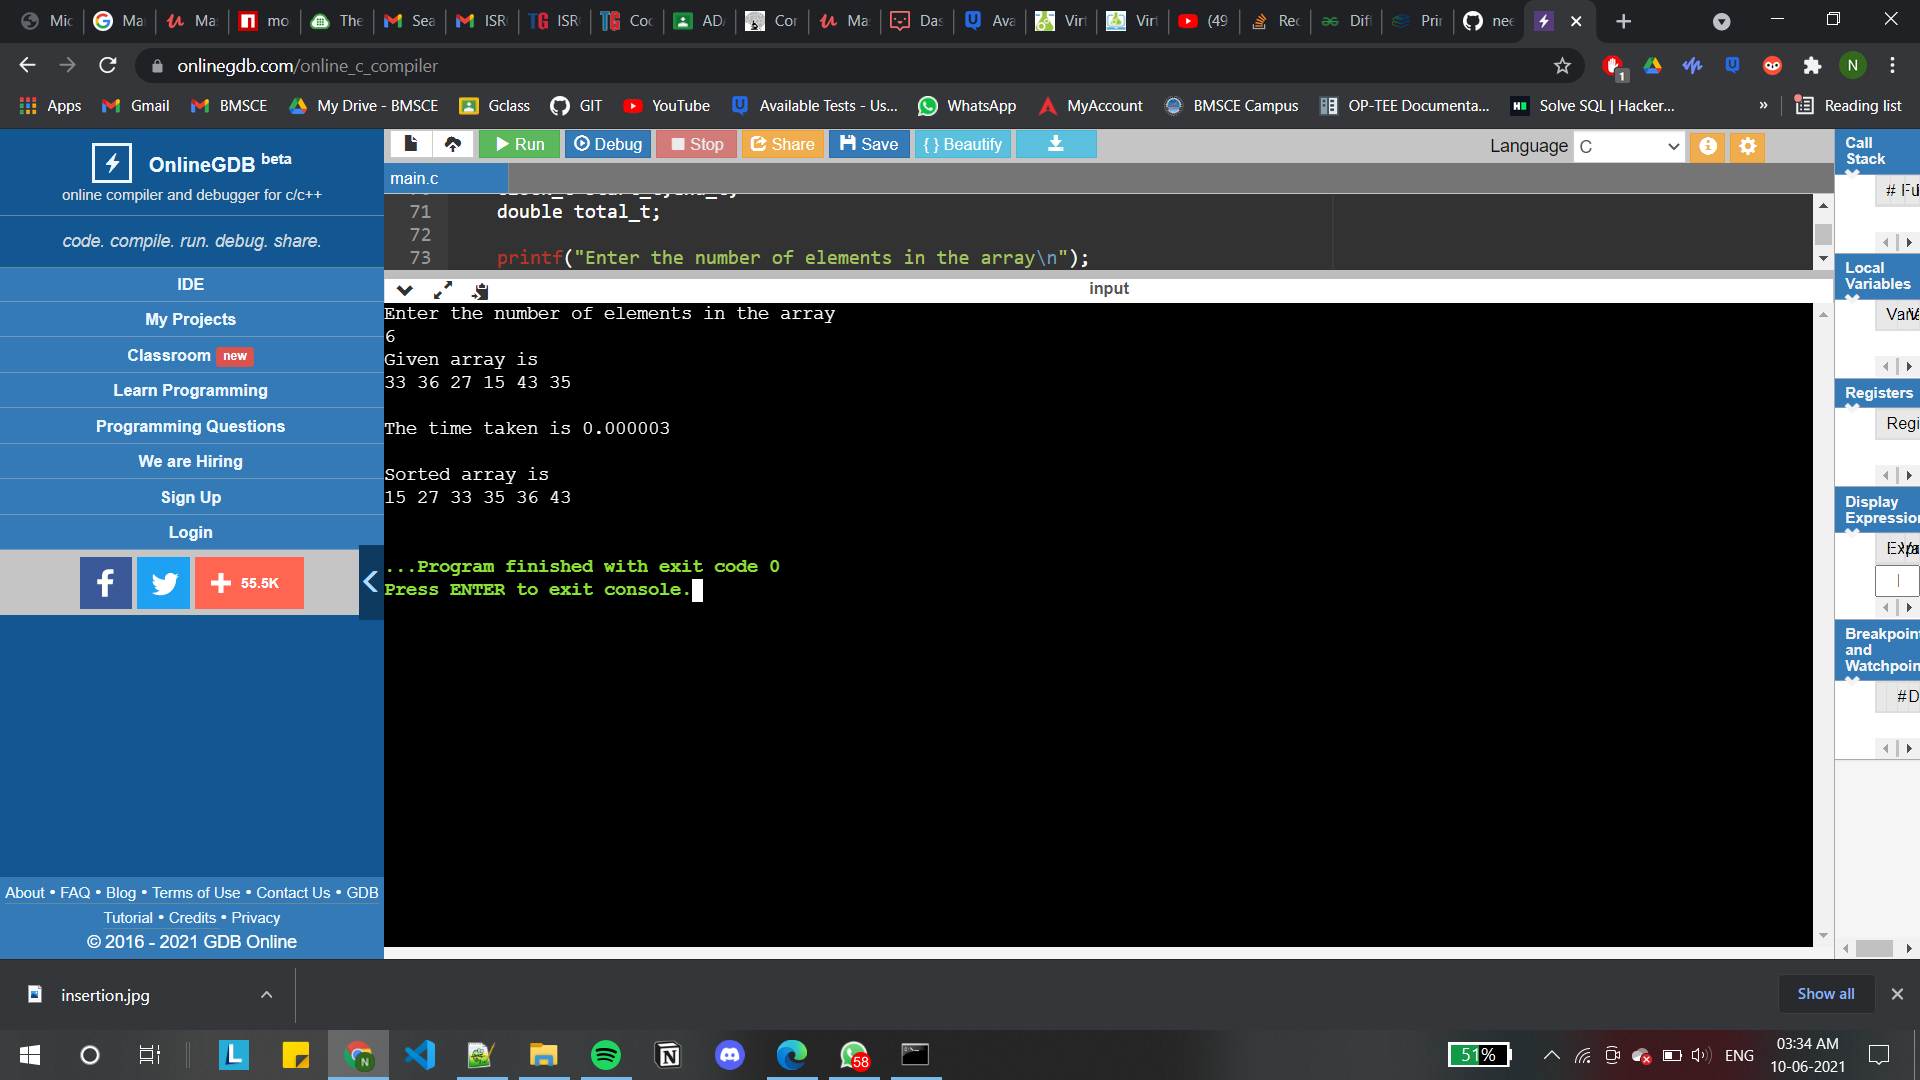 Mic
Ma
Ma
mo
The
Sea
ISR
ISR
Coc
AD
Cor
Ma
Das
Ava
Virt
Virt
(49
Rec
Diff
Prin
nee
onlinegdb.com/online_c_compiler
1
N
Apps
Gmail
BMSCE
My Drive - BMSCE
Gclass
GIT
YouTube
Available Tests - Us...
WhatsApp
MyAccount
BMSCE Campus
OP-TEE Documenta...
Solve SQL | Hacker...
»
Reading list
OnlineGDB beta
online compiler and debugger for c/c++
code. compile. run. debug. share.
IDE
My Projects
Classroom new
Learn Programming
Programming Questions
We are Hiring
Sign Up
Login
55.5K
About • FAQ • Blog • Terms of Use • Contact Us • GDB
Tutorial • Credits • Privacy
© 2016 - 2021 GDB Online
Run
Debug
Stop
Share
Save
{ } Beautify
Language C
main.c
71 double total_t;
72
73 printf("Enter the number of elements in the array\n");
input
Enter the number of elements in the array
6
Given array is
33 36 27 15 43 35
The time taken is 0.000003
Sorted array is
15 27 33 35 36 43
...Program finished with exit code 0
Press ENTER to exit console.
Call
Stack
# Fu
Local
Variables
Registers
Regi
Display
Expressio
Breakpoin
and
Watchpoin
# D
insertion.jpg
Show all
58
51%
ENG
03:34 AM
10-06-2021